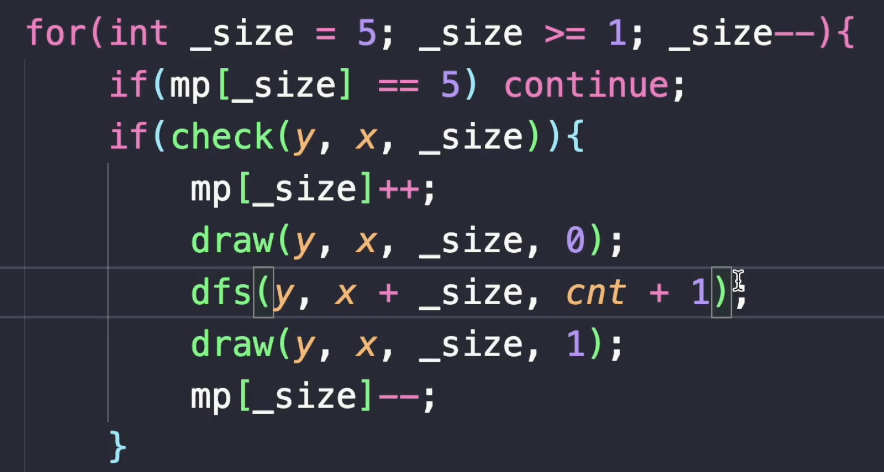 for(int _size = 5; _size >= 1; _size--){
if(mp[_size] == 5) continue;
if(check(y, x, _size)){
mp[_size]++;
draw(y, x, _size, 0);
dfs(y, x + _size, cnt + 1);
draw(y, x, _size, 1);
mp[_size]--;
}